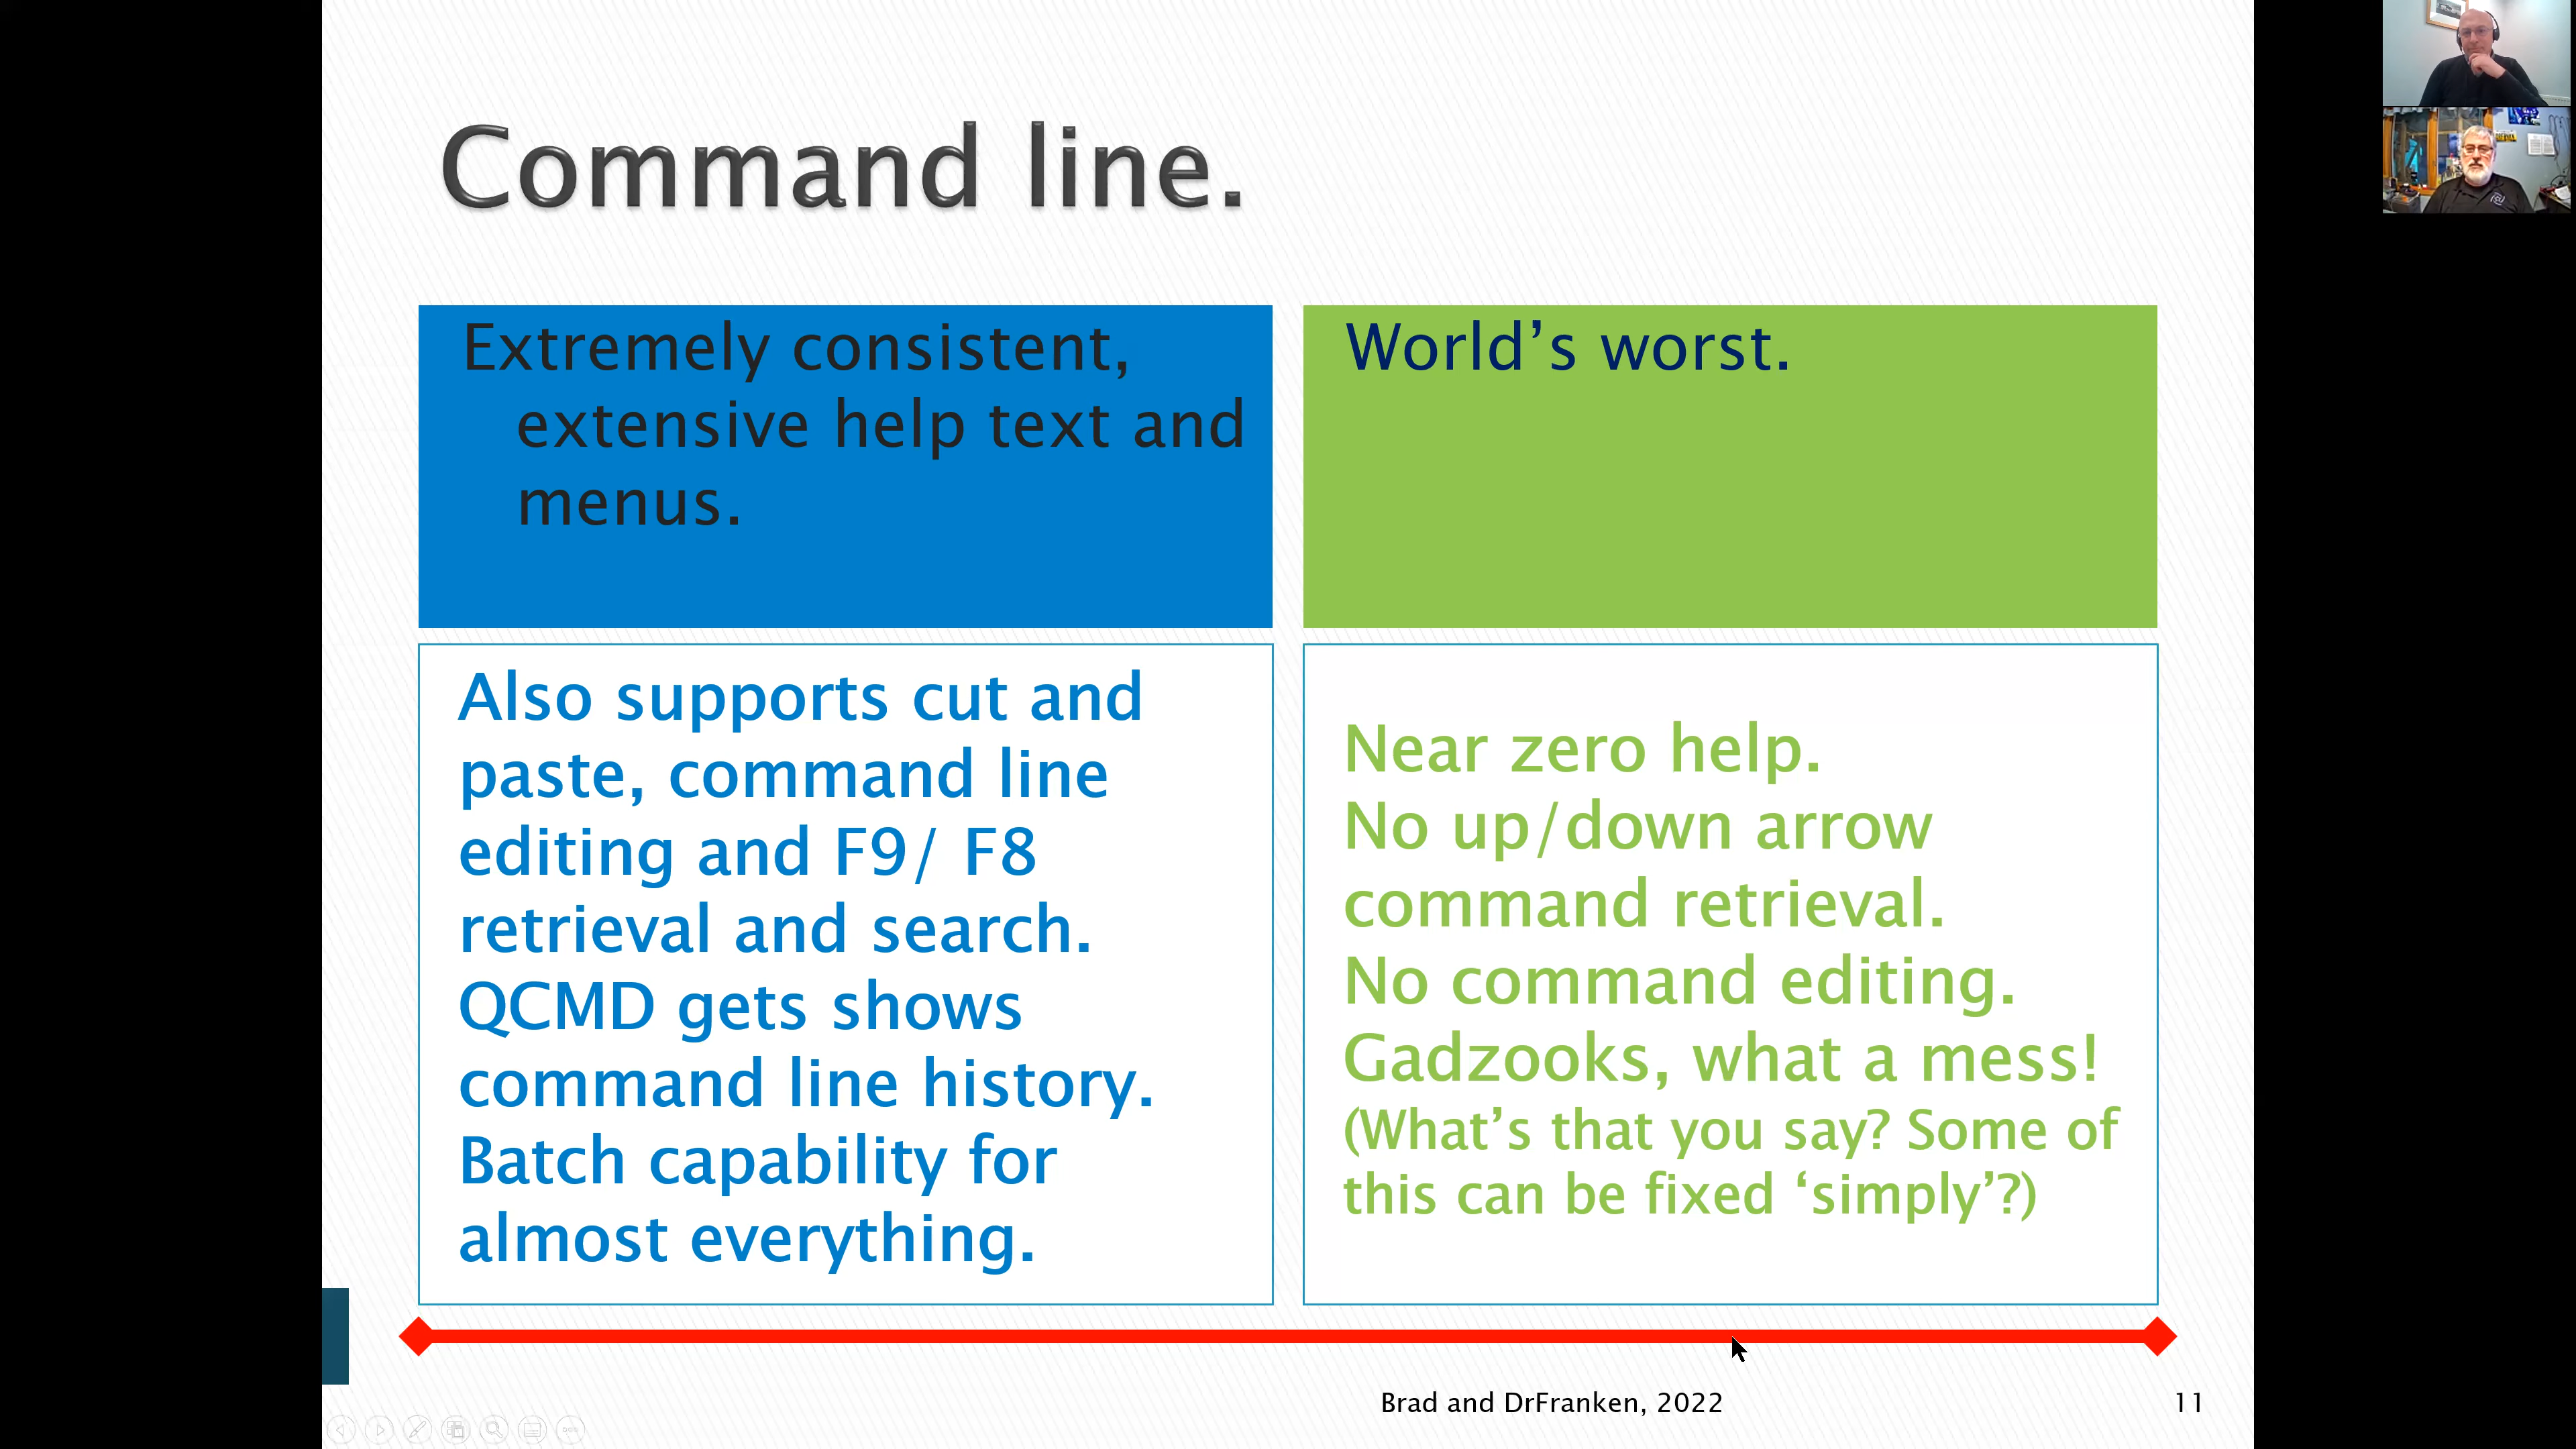 Command line.
Extremely consistent,
extensive help text and
menus.
World’s worst.
Also supports cut and
paste, command line
editing and F9/ F8
retrieval and search.
QCMD gets shows
command line history.
Batch capability for
almost everything.
Near zero help.
No up/down arrow
command retrieval.
No command editing.
Gadzooks, what a mess!
(What’s that you say? Some of
this can be fixed ‘simply’?)
Brad and DrFranken, 2022
11